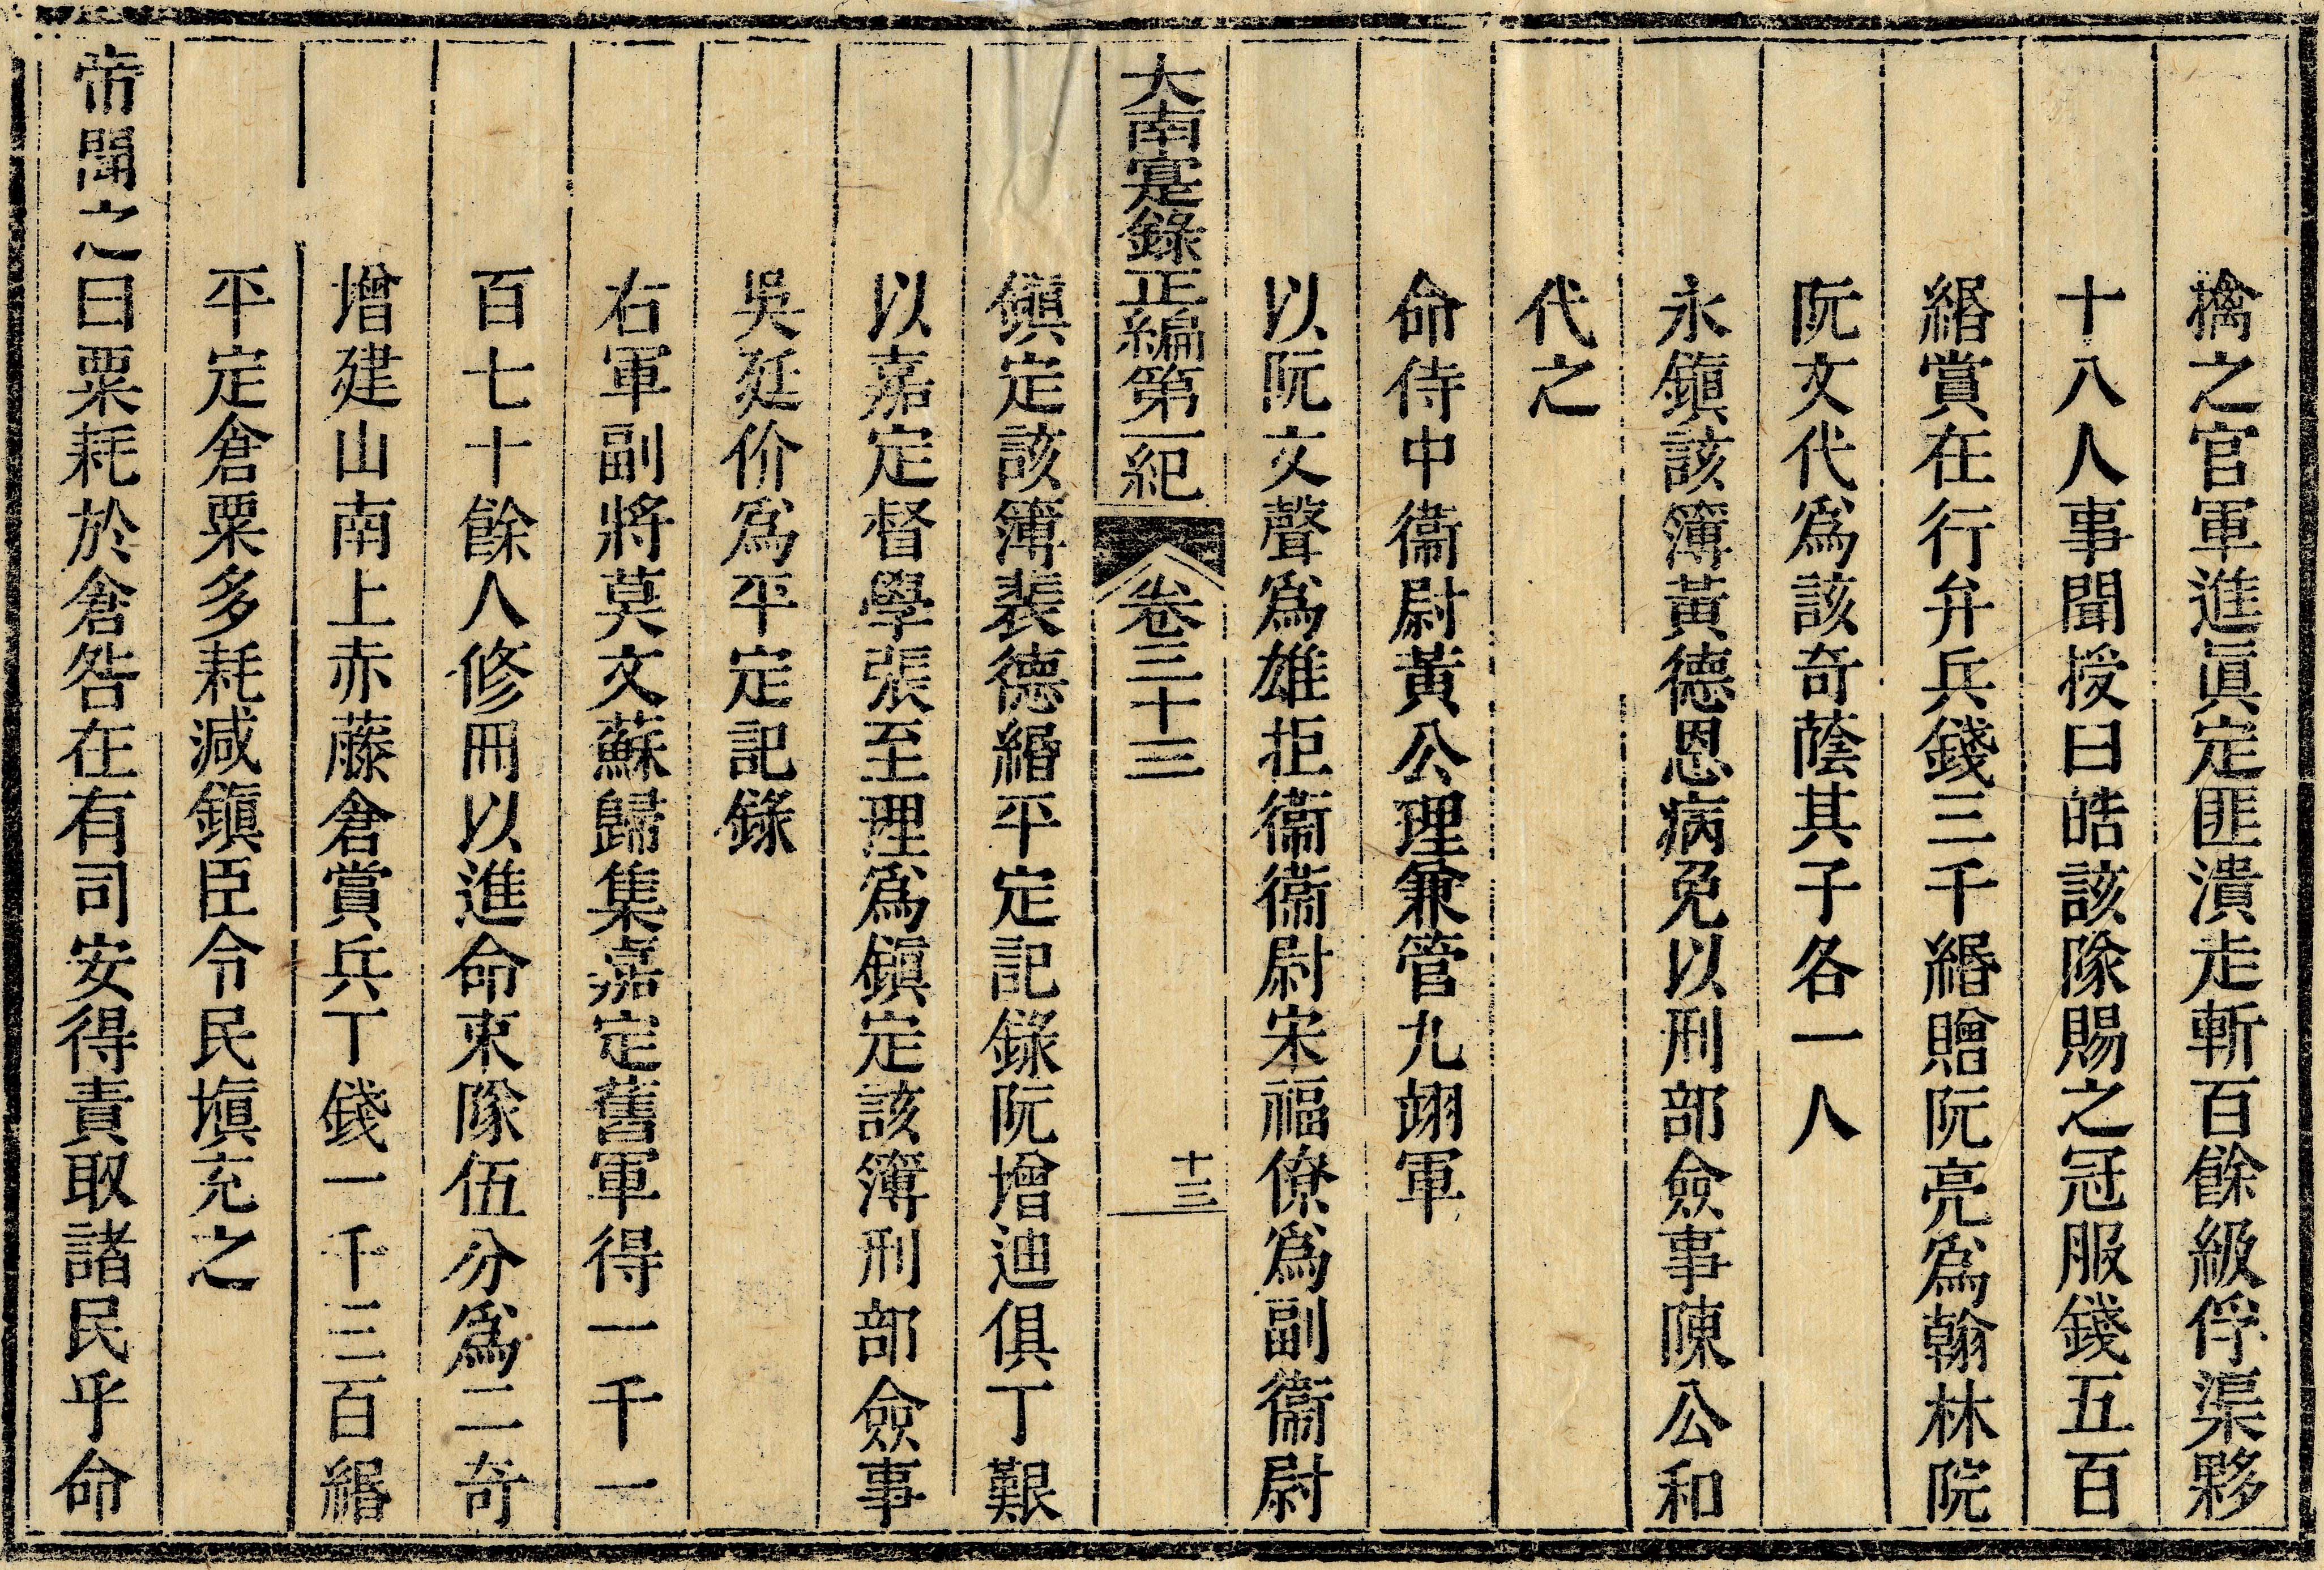 擒之官軍進眞定匪潰走斬百餘級俘渠夥
十八人事聞授曰皓該隊賜之冠服錢五百
緡賞在行弁兵錢三千緡贈阮亮爲翰林院
阮文代爲該奇蔭其子各一人
永鎭該簿黃德恩病免以刑部僉事陳公和
代之
命侍中衞尉黃公理兼管九翊軍
以阮文聲爲雄拒衞衞尉宋福僚爲副衞尉
大南寔錄正編第一紀 卷三十三 十三
鎭定該簿裴德緡平定記錄阮增迪俱丁艱
以嘉定督學張至理爲鎭定該簿刑部僉事
吳廷价爲平定記錄
右軍副將莫文蘇歸集嘉定舊軍得一千一
百七十餘人修冊以進命束隊伍分爲二奇
增建山南上赤藤倉賞兵丁錢一千三百緡
平定倉粟多耗減鎭臣令民塡充之
帝聞之曰粟耗於倉咎在有司安得責取諸民乎命